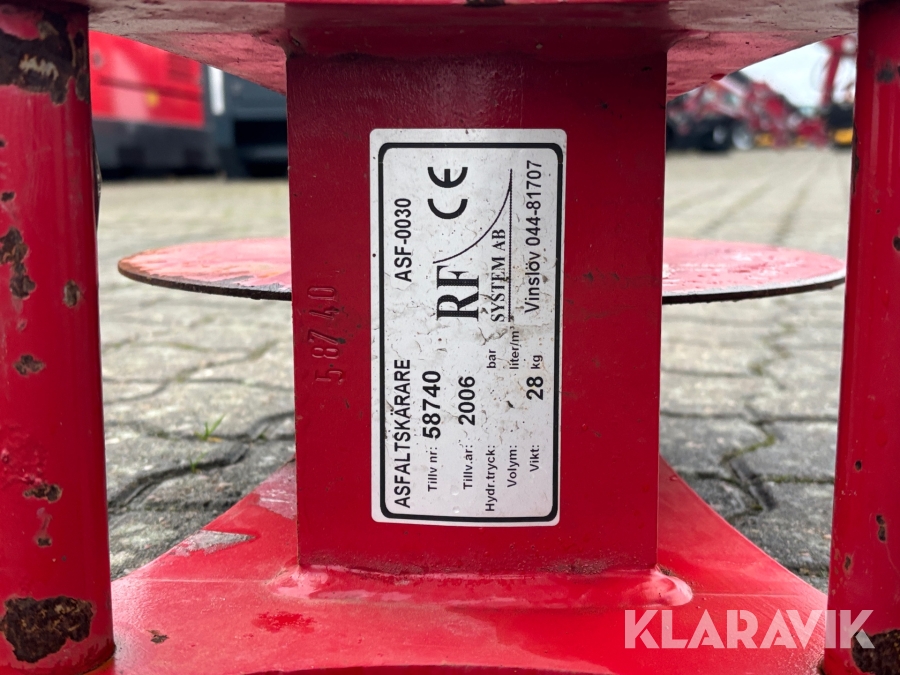 ASFALTSKÄRARE ASF-0030
Tillv nr: 58740
Tillv.år: 2006
Hydr.tryck: bar
Volym: liter/m³
Vikt: 28 kg
CE
RF
SYSTEM AB
Vinslöv 044-81707
58740
KLARAVIK